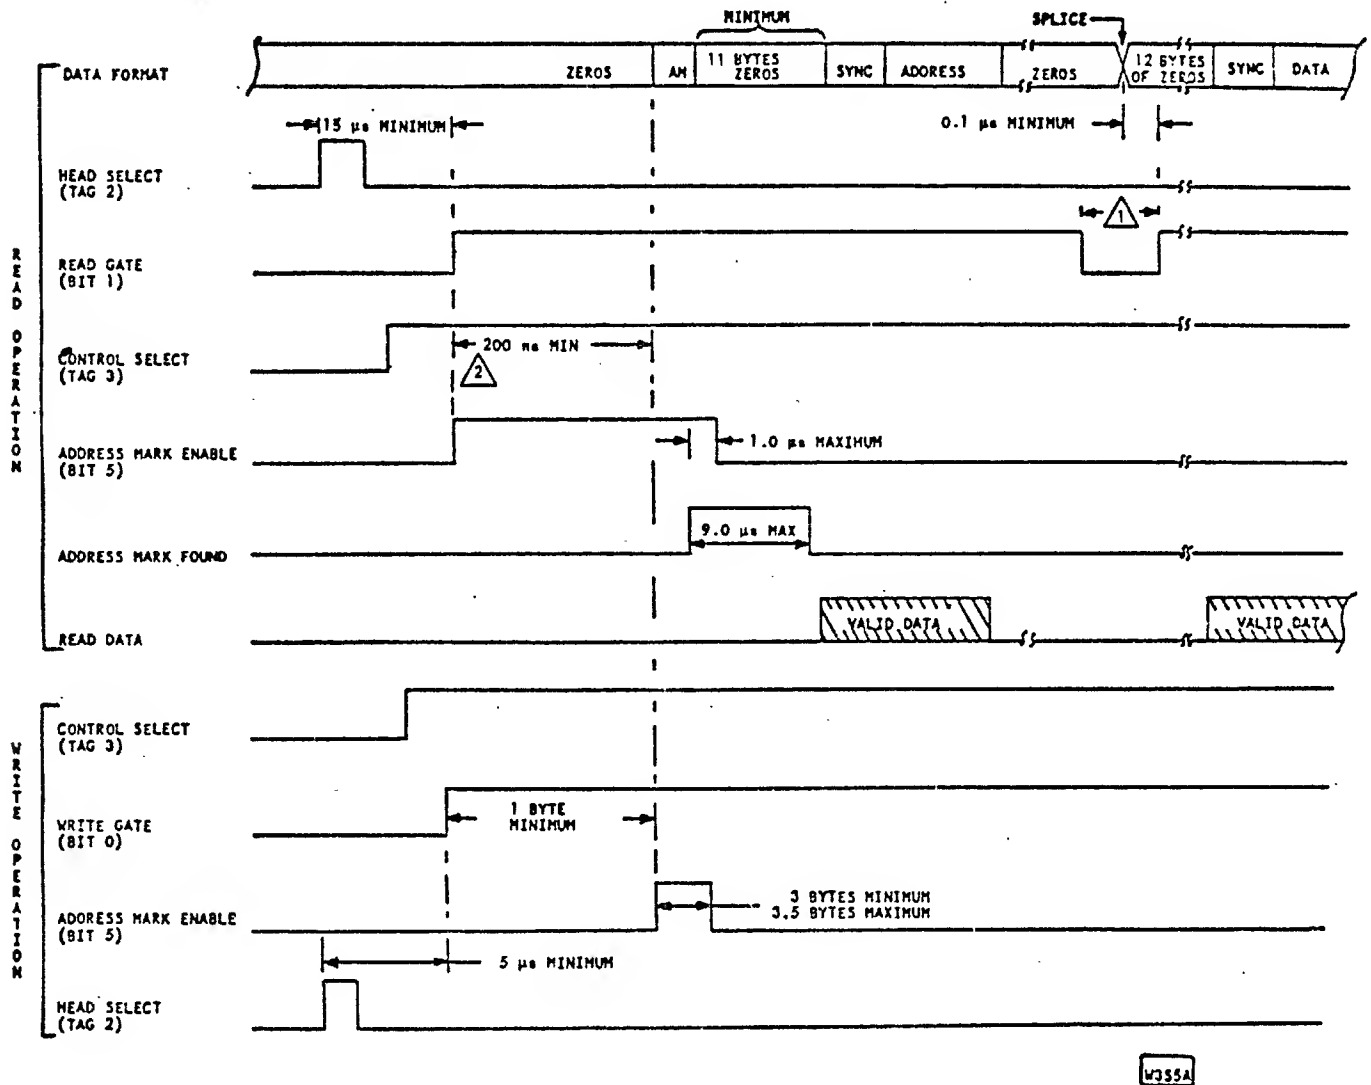 MINIMUM
SPLICE
DATA FORMAT
ZEROS
AM
11 BYTES
ZEROS
SYNC
ADDRESS
ZEROS
12 BYTES
OF ZEROS
SYNC
DATA
15 µs MINIMUM
0.1 µs MINIMUM
HEAD SELECT
(TAG 2)
1
READ OPERATION
READ GATE
(BIT 1)
CONTROL SELECT
(TAG 3)
200 ns MIN
2
ADDRESS MARK ENABLE
(BIT 5)
1.0 µs MAXIMUM
ADDRESS MARK FOUND
9.0 µs MAX
READ DATA
VALID DATA
VALID DATA
WRITE OPERATION
CONTROL SELECT
(TAG 3)
WRITE GATE
(BIT 0)
1 BYTE
MINIMUM
ADDRESS MARK ENABLE
(BIT 5)
3 BYTES MINIMUM
3.5 BYTES MAXIMUM
5 µs MINIMUM
HEAD SELECT
(TAG 2)
W355A